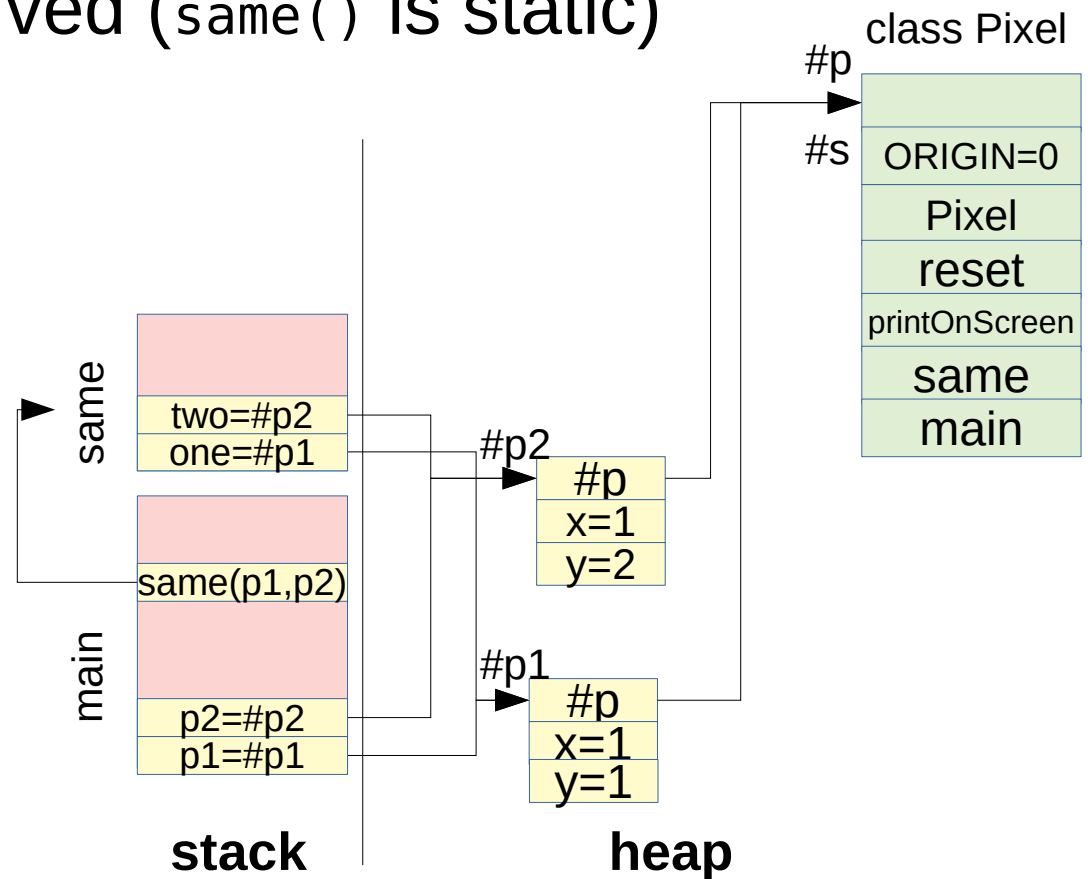 ved (same() is static)
class Pixel
#p
#s
ORIGIN=0
Pixel
reset
printOnScreen
same
main
same
two=#p2
one=#p1
main
same(p1,p2)
p2=#p2
p1=#p1
#p2
#p
x=1
y=2
#p1
#p
x=1
y=1
stack
heap